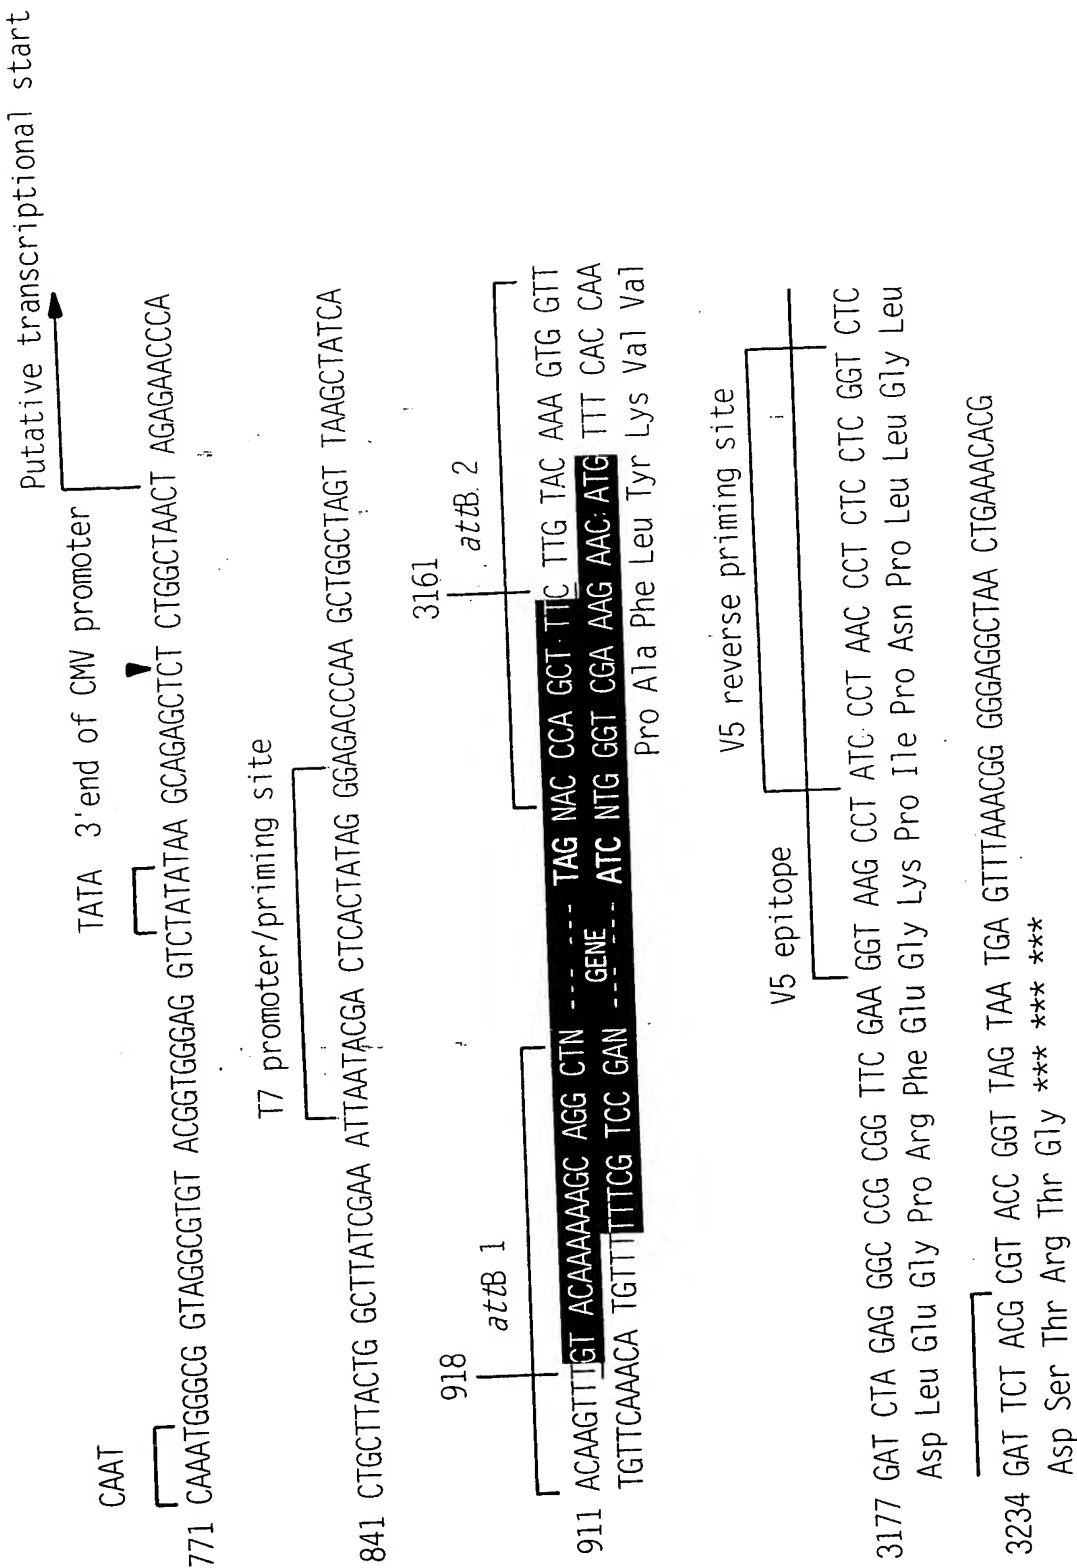 Putative transcriptional start
CAAT TATA 3'end of CMV promoter
771 CAAATGGGCG GTAGGCGTGT ACGGTGGGAG GTCTATATAA GCAGAGCTCT CTGGCTAACT AGAGAACCCA
T7 promoter/priming site
841 CTGCTTACTG GCTTATCGAA ATTAATACGA CTCACTATAG GGAGACCCAA GCTGGCTAGT TAAGCTATCA
918 3161
attB 1 attB 2
911 ACAAGTTTGT ACAAAAAAGC AGG CTN --- --- TAG NAC CCA GCT TTC TTG TAC AAA GTG GTT
GENE
TGTTCAAACA TGTTTTTTCG TCC GAN --- --- ATC NTG GGT CGA AAG AAC ATG TTT CAC CAA
Pro Ala Phe Leu Tyr Lys Val Val
V5 epitope V5 reverse priming site
3177 GAT CTA GAG GGC CCG CGG TTC GAA GGT AAG CCT ATC CCT AAC CCT CTC CTC GGT CTC
Asp Leu Glu Gly Pro Arg Phe Glu Gly Lys Pro Ile Pro Asn Pro Leu Leu Gly Leu
3234 GAT TCT ACG CGT ACC GGT TAG TAA TGA GTTTAAACGG GGGAGGCTAA CTGAAACACG
Asp Ser Thr Arg Thr Gly *** *** ***